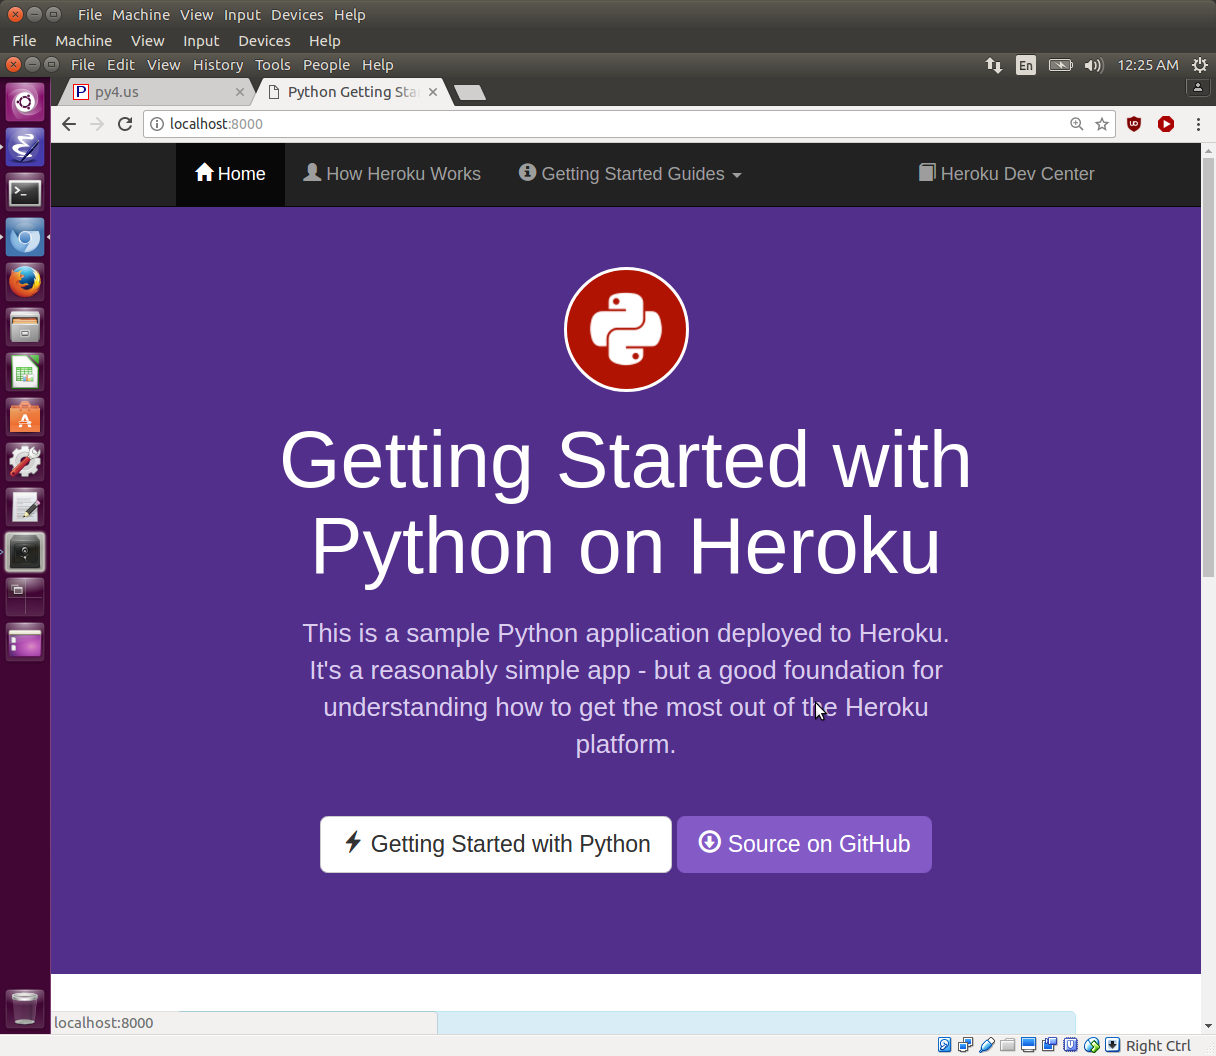 File Machine View Input Devices Help
File Machine View Input Devices Help
File Edit View History Tools People Help En 12:25 AM
py4.us Python Getting Sta
localhost:8000
Home How Heroku Works Getting Started Guides Heroku Dev Center
Getting Started with
Python on Heroku
This is a sample Python application deployed to Heroku.
It's a reasonably simple app - but a good foundation for
understanding how to get the most out of the Heroku
platform.
Getting Started with Python Source on GitHub
localhost:8000
Right Ctrl